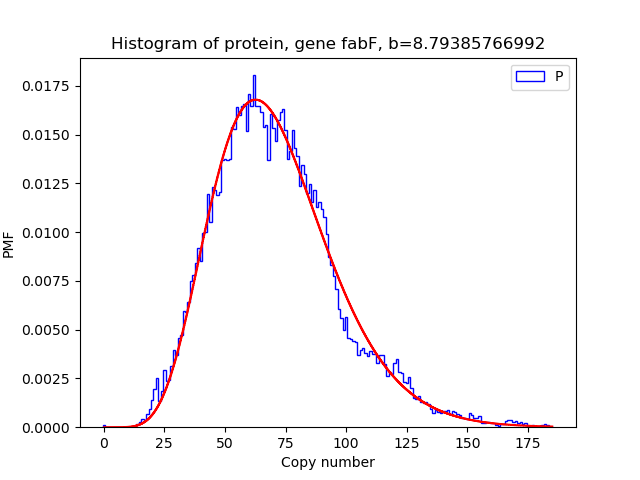 Histogram of protein, gene fabF, b=8.79385766992
P
0.0175
0.0150
0.0125
0.0100
0.0075
0.0050
0.0025
0.0000
PMF
0 25 50 75 100 125 150 175
Copy number